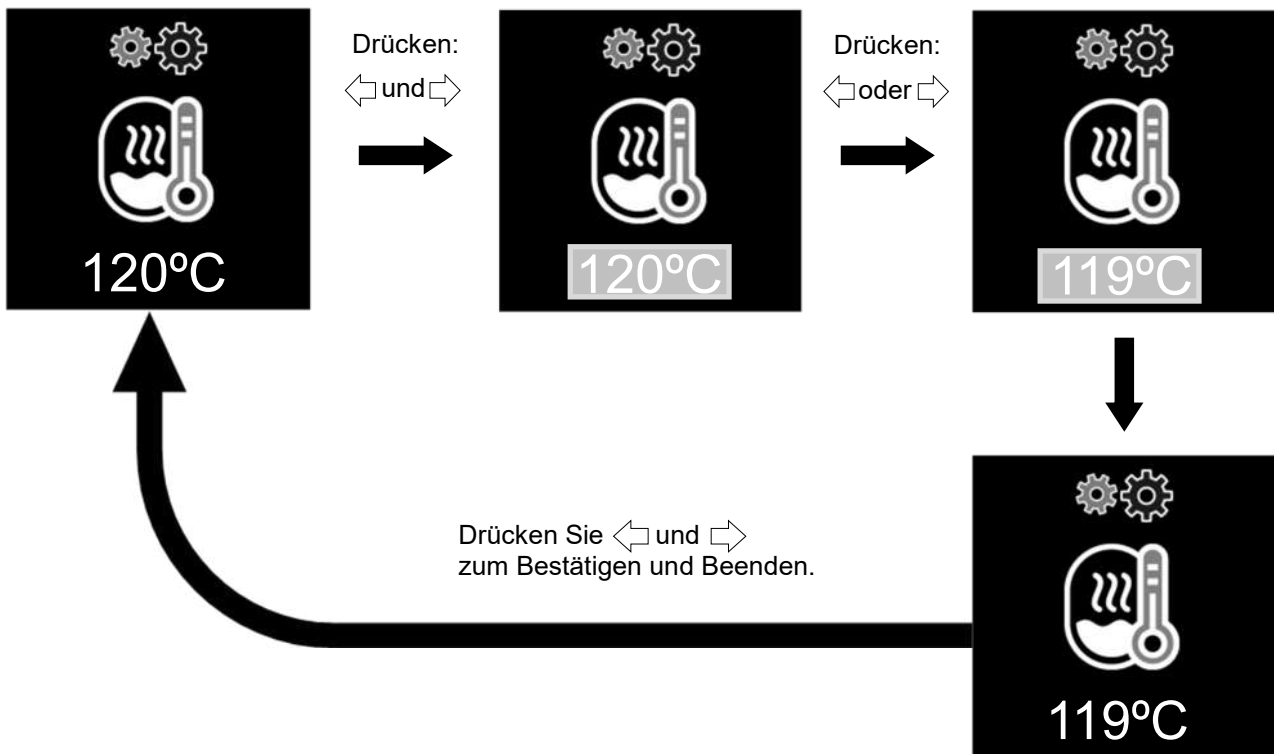 Drücken:
und
Drücken:
oder
120ºC
120ºC
119ºC
Drücken Sie und
zum Bestätigen und Beenden.
119ºC